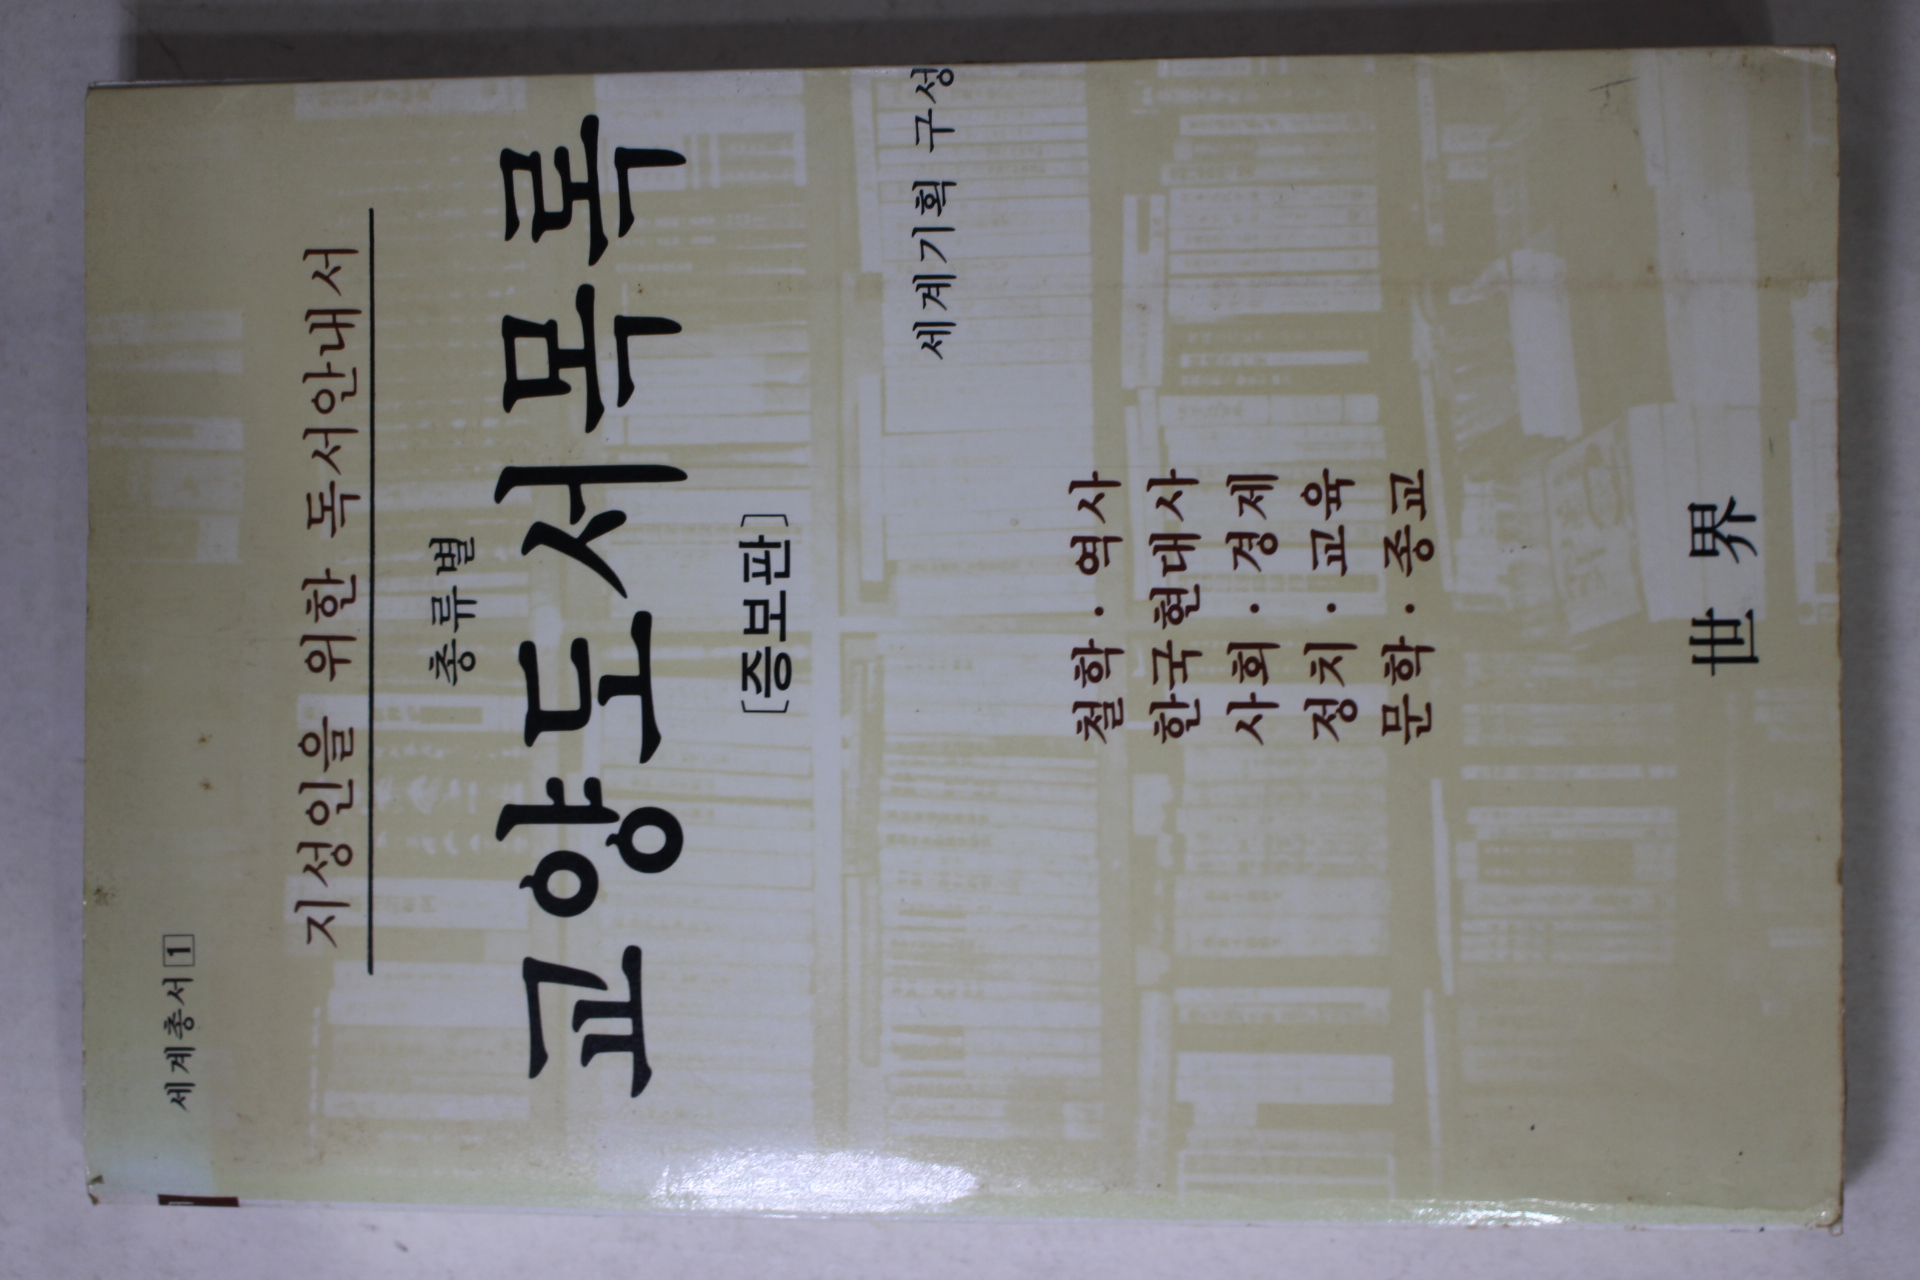 세계총서 1
지성인을 위한 독서안내서
총류별
교양도서목록
[증보판]
세계기획 구성
철학·역사
한국현대사
사회·경제
정치·교육
문학·종교
世界